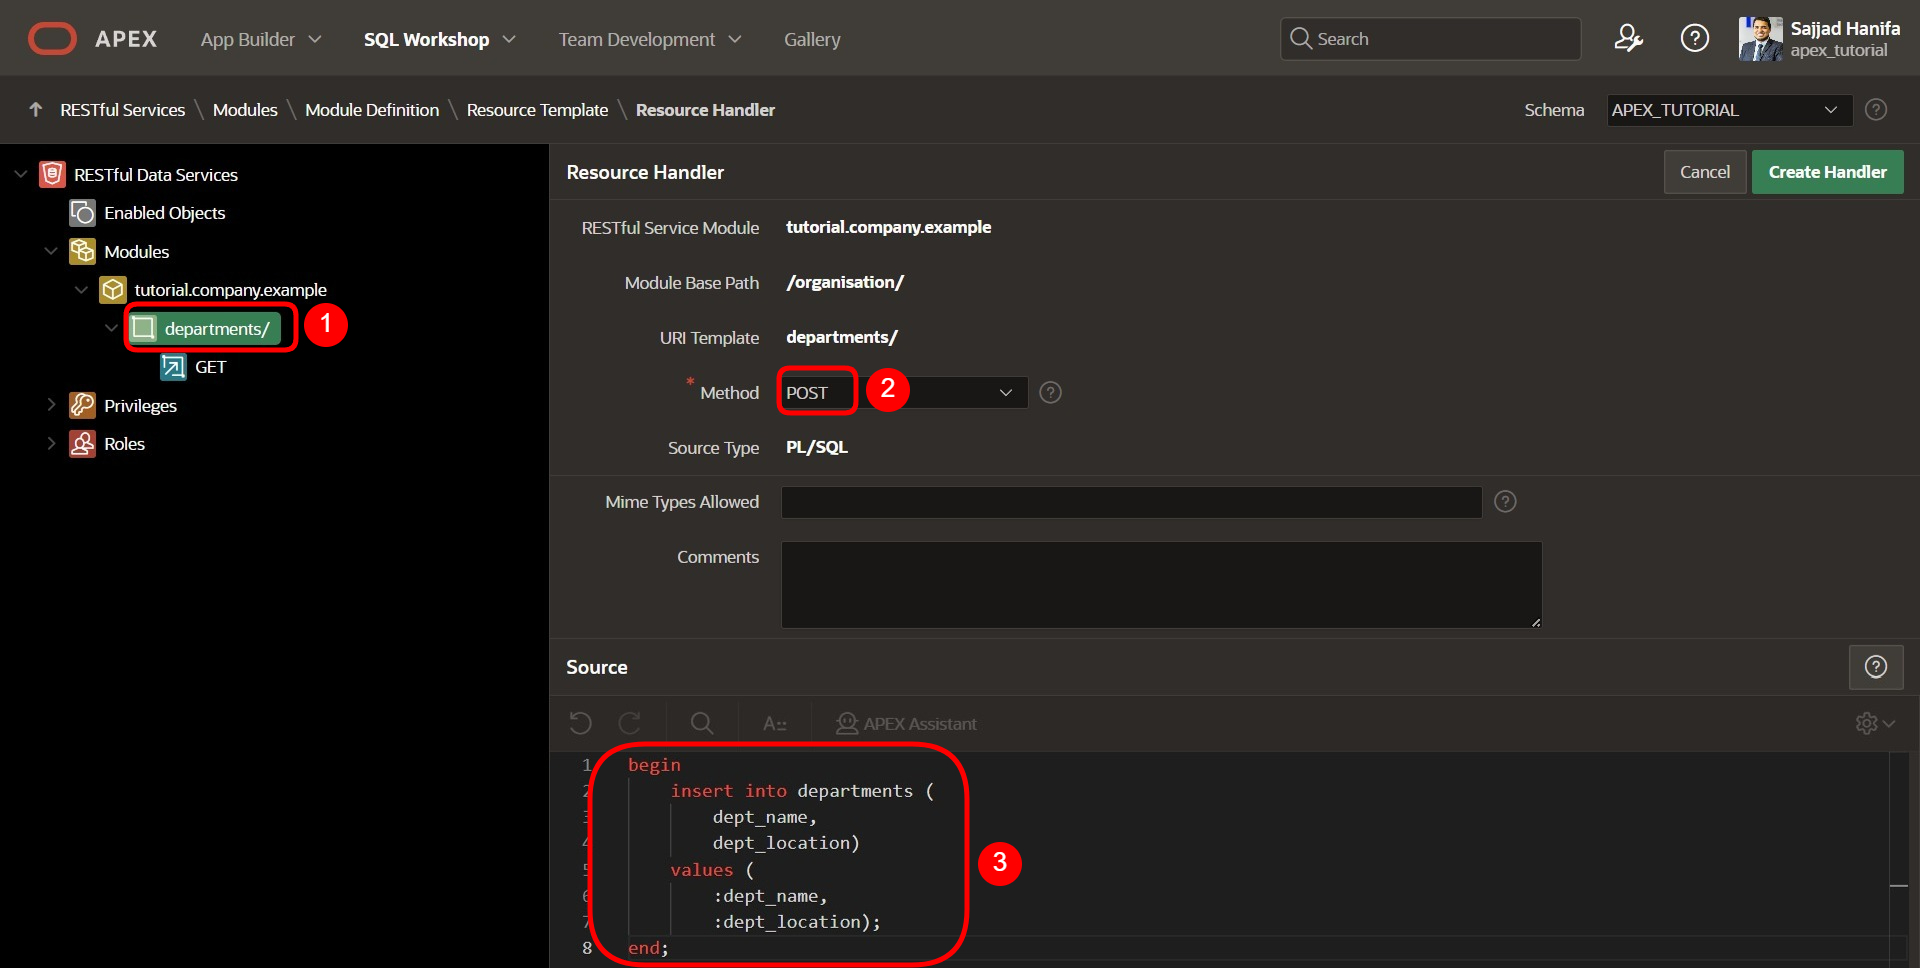 APEX App Builder SQL Workshop Team Development Gallery Search Sajjad Hanifa
apex_tutorial
RESTful Services \ Modules \ Module Definition \ Resource Template \ Resource Handler Schema APEX_TUTORIAL
RESTful Data Services
Enabled Objects
Modules
tutorial.company.example
departments/ 1
GET
Privileges
Roles
Resource Handler Cancel Create Handler
RESTful Service Module tutorial.company.example
Module Base Path /organisation/
URI Template departments/
* Method POST 2
Source Type PL/SQL
Mime Types Allowed
Comments
Source
A:: APEX Assistant
1 begin
2 insert into departments (
3 dept_name,
4 dept_location)
5 values (
6 :dept_name,
7 :dept_location);
8 end;
3